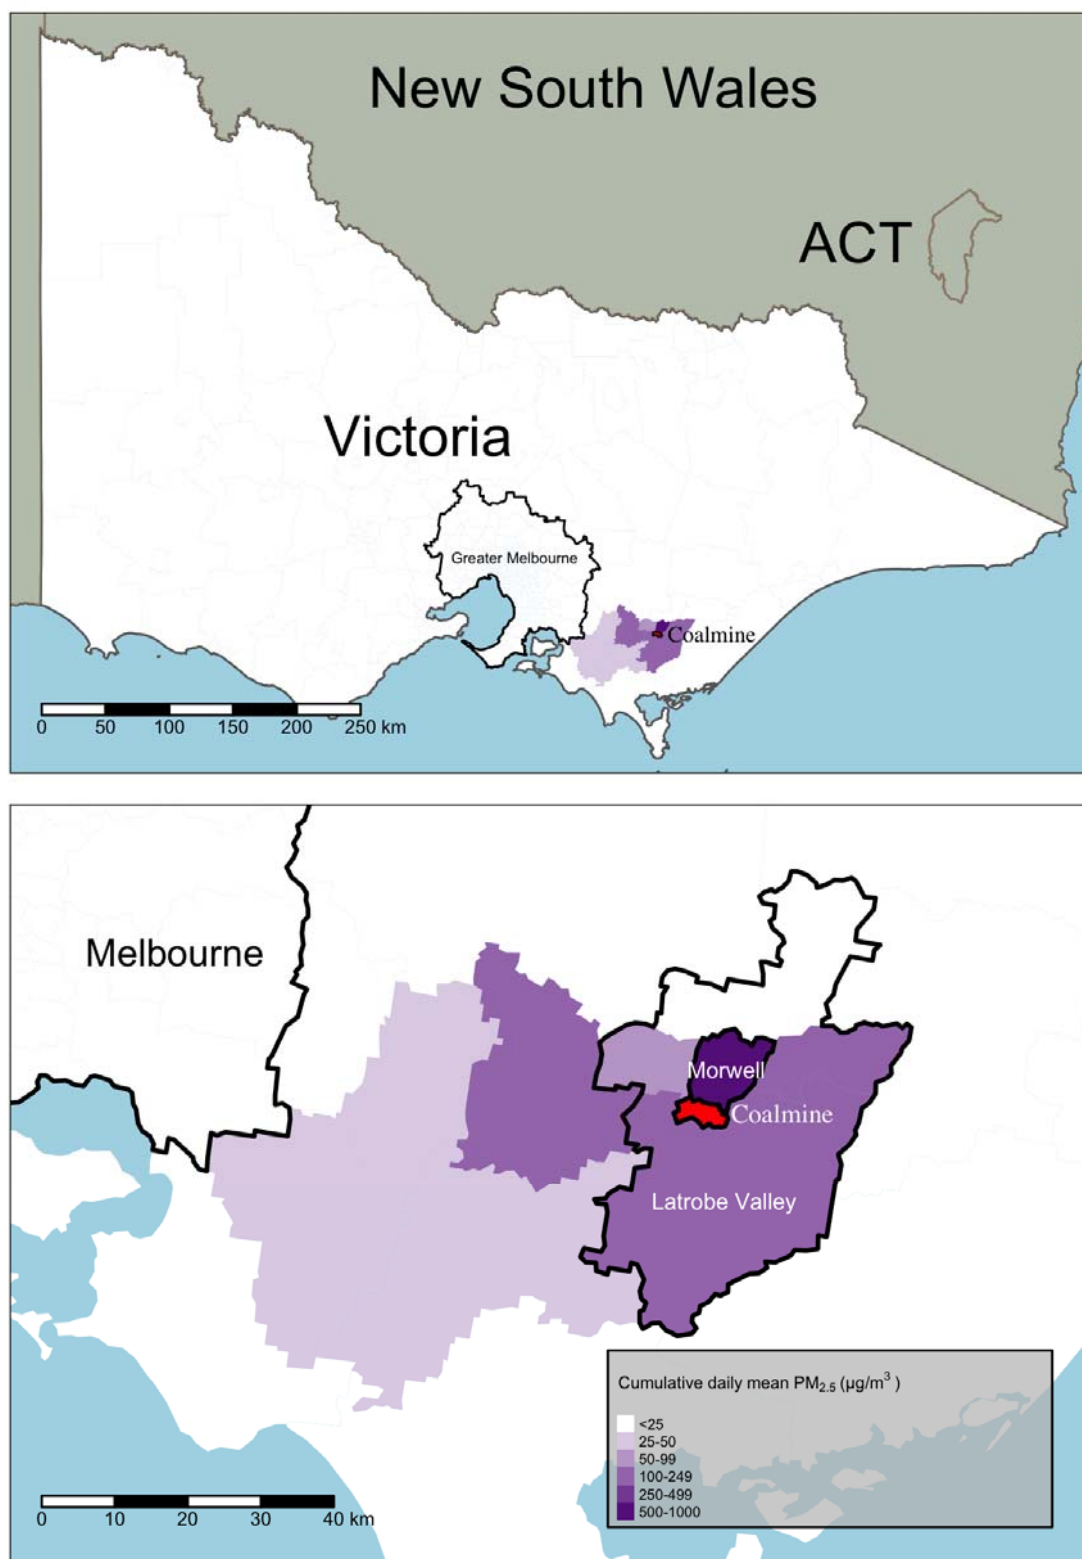 New South Wales
ACT
Victoria
Greater Melbourne
Coalmine
0 50 100 150 200 250 km
Melbourne
Morwell
Coalmine
Latrobe Valley
Cumulative daily mean PM2.5 (µg/m³ )
<25
25-50
50-99
100-249
250-499
500-1000
0 10 20 30 40 km